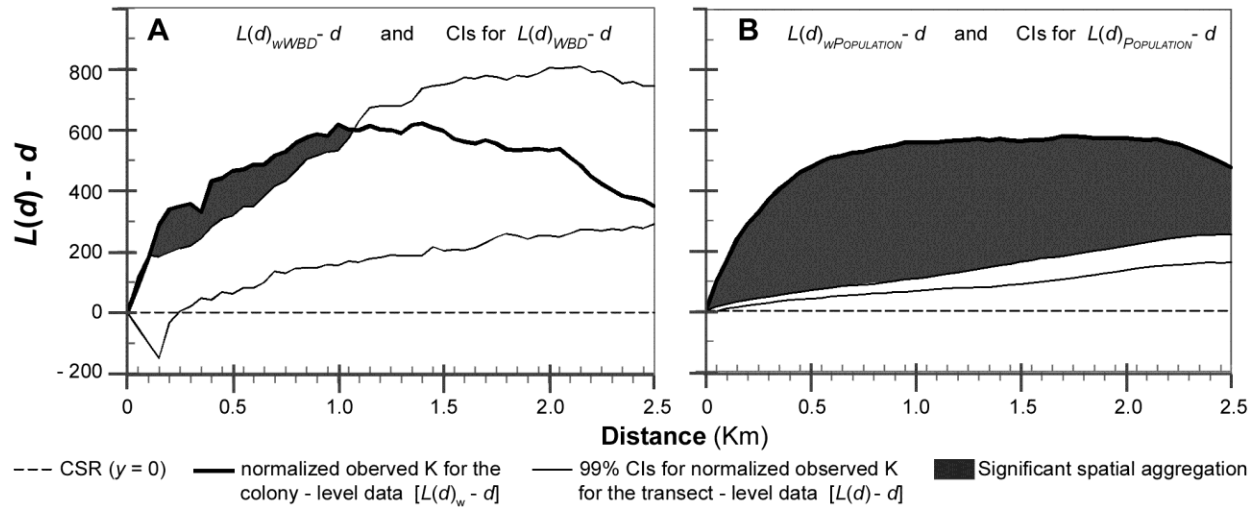 A L(d)wWBD- d and CIs for L(d)WBD- d
B L(d)wPOPULATION- d and CIs for L(d)POPULATION- d
L(d) - d
800
600
400
200
0
- 200
0 0.5 1.0 1.5 2.0 2.5
0 0.5 1.0 1.5 2.0 2.5
Distance (Km)
CSR (y = 0)
normalized oberved K for the
colony - level data [L(d)w - d]
99% CIs for normalized observed K
for the transect - level data [L(d) - d]
Significant spatial aggregation